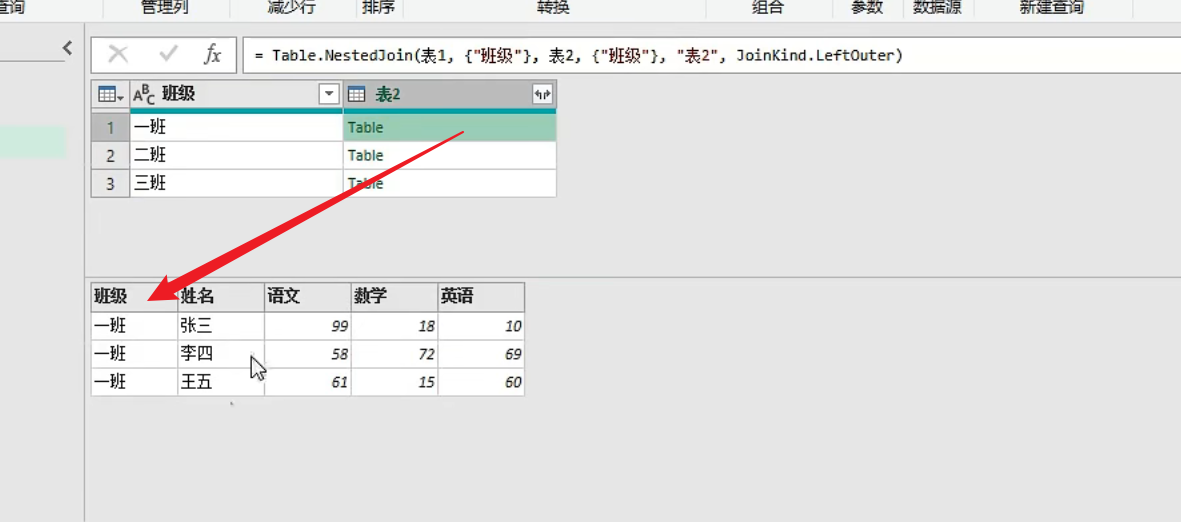 查询 管理列 减少行 排序 转换 组合 参数 数据源 新建查询
fx = Table.NestedJoin(表1, {"班级"}, 表2, {"班级"}, "表2", JoinKind.LeftOuter)
ABC 班级 表2
1 一班 Table
2 二班 Table
3 三班 Table
班级 姓名 语文 数学 英语
一班 张三 99 18 10
一班 李四 58 72 69
一班 王五 61 15 60